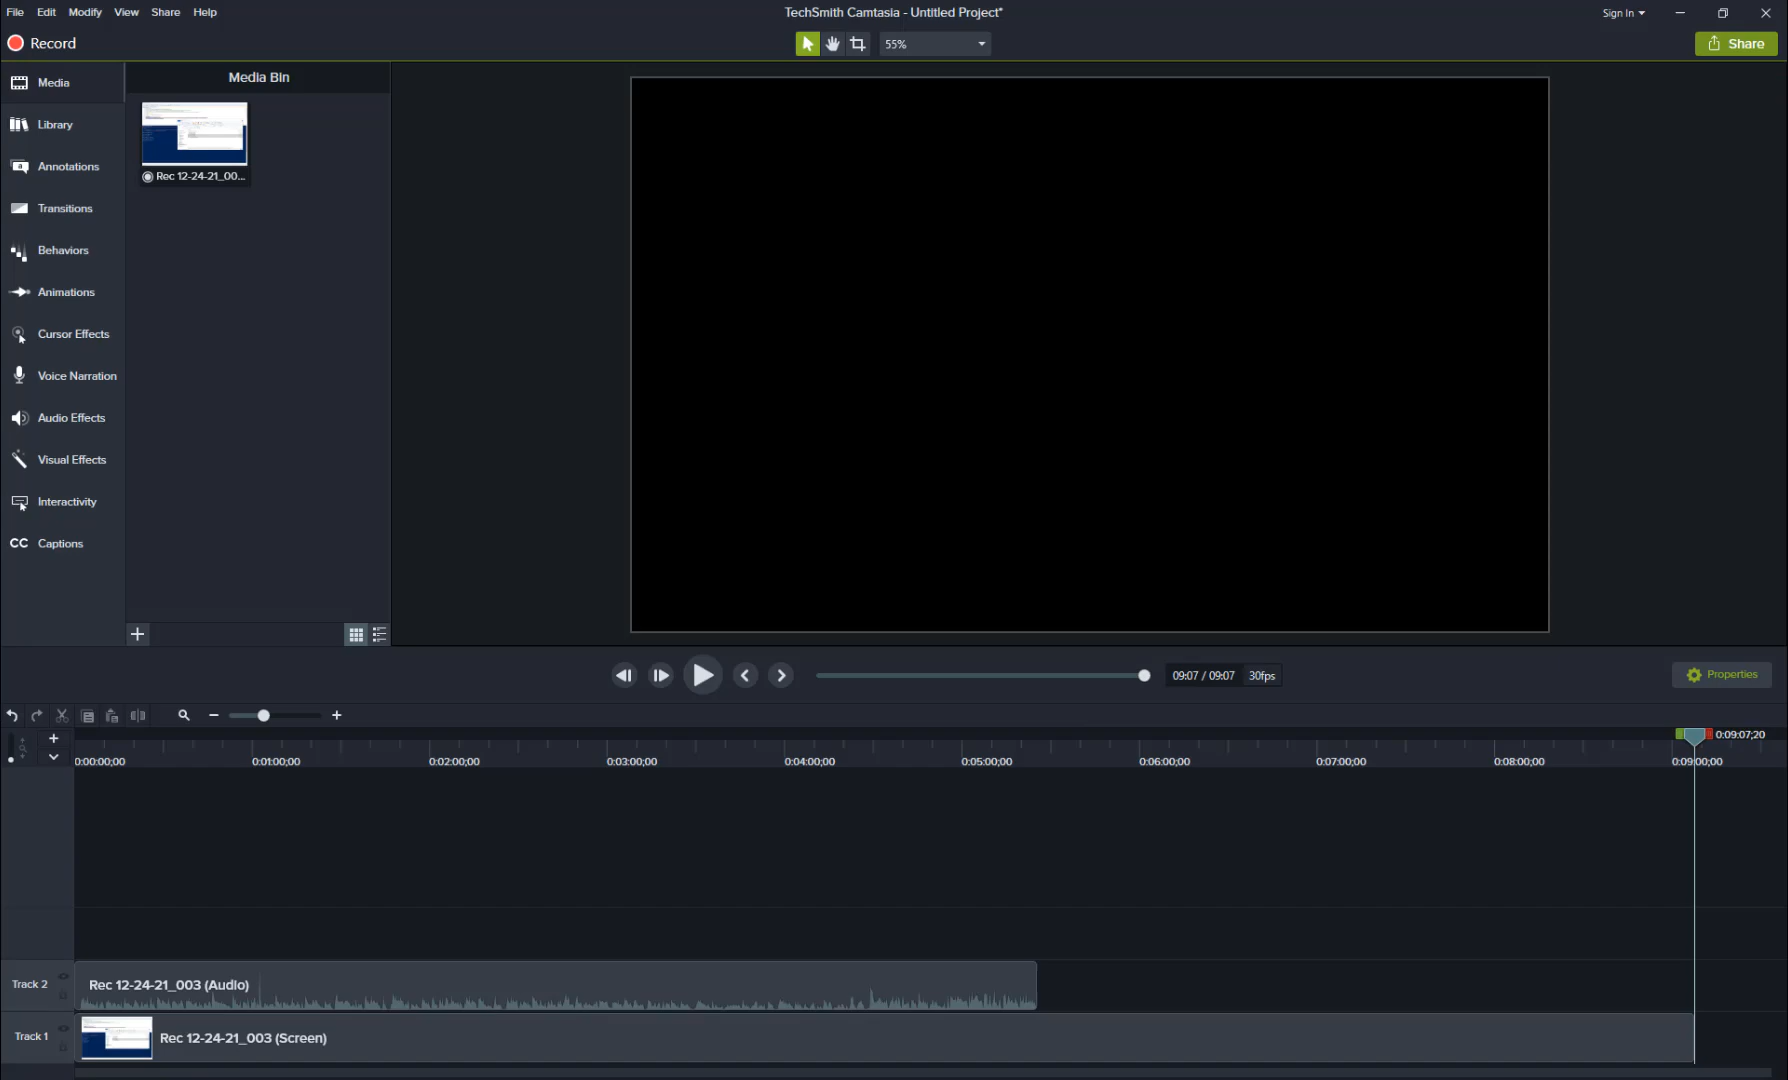 File Edit Modify View Share Help
TechSmith Camtasia - Untitled Project*
Sign In
Record
55%
Share
Media
Media Bin
Library
Rec 12-24-21_00...
Annotations
Transitions
Behaviors
Animations
Cursor Effects
Voice Narration
Audio Effects
Visual Effects
Interactivity
CC Captions
09:07 / 09:07 30fps
Properties
0:09:07;20
0:00:00;00 0:01:00;00 0:02:00;00 0:03:00;00 0:04:00;00 0:05:00;00 0:06:00;00 0:07:00;00 0:08:00;00 0:09:00;00
Track 2
Rec 12-24-21_003 (Audio)
Track 1
Rec 12-24-21_003 (Screen)